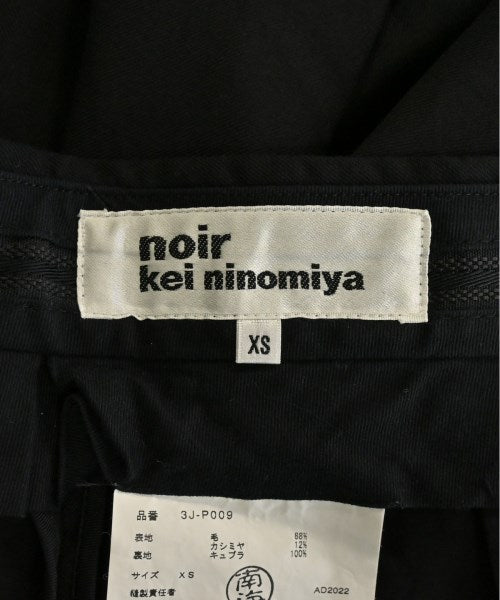 noir
kei ninomiya
XS
品番 3J-P009
表地 毛 88%
カシミヤ 12%
裏地 キュプラ 100%
サイズ XS
縫製責任者 南海 AD2022